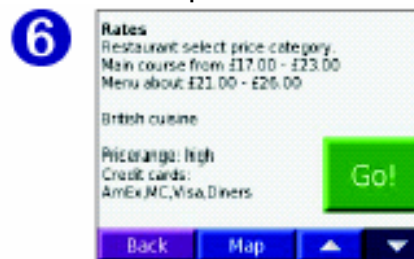 6
Rates
Restaurant select price category.
Main course from £17.00 - £23.00
Menu about £21.00 - £26.00
British cuisine
Pricerange: high
Credit cards:
AmEx,MC,Visa,Diners
Go!
Back
Map